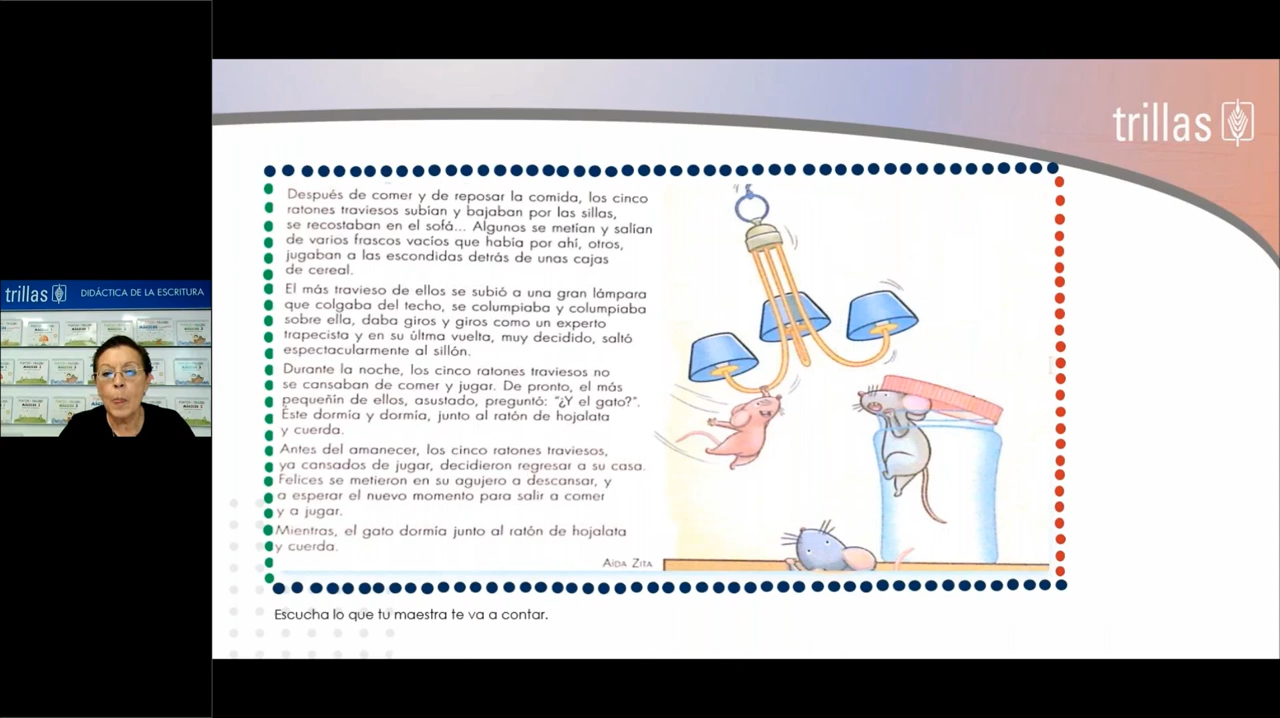 trillas
Después de comer y de reposar la comida, los cinco
ratones traviesos subían y bajaban por las sillas,
se recostaban en el sofá... Algunos se metían y salían
de varios frascos vacíos que había por ahí, otros,
jugaban a las escondidas detrás de unas cajas
de cereal.
El más travieso de ellos se subió a una gran lámpara
que colgaba del techo, se columpiaba y columpiaba
sobre ella, daba giros y giros como un experto
trapecista y en su últma vuelta, muy decidido, saltó
espectacularmente al sillón.
Durante la noche, los cinco ratones traviesos no
se cansaban de comer y jugar. De pronto, el más
pequeñín de ellos, asustado, preguntó: "¿Y el gato?".
Éste dormía y dormía, junto al ratón de hojalata
y cuerda.
Antes del amanecer, los cinco ratones traviesos,
ya cansados de jugar, decidieron regresar a su casa.
Felices se metieron en su agujero a descansar, y
a esperar el nuevo momento para salir a comer
y a jugar.
Mientras, el gato dormía junto al ratón de hojalata
y cuerda.
AÍDA ZITA
Escucha lo que tu maestra te va a contar.
trillas DIDÁCTICA DE LA ESCRITURA